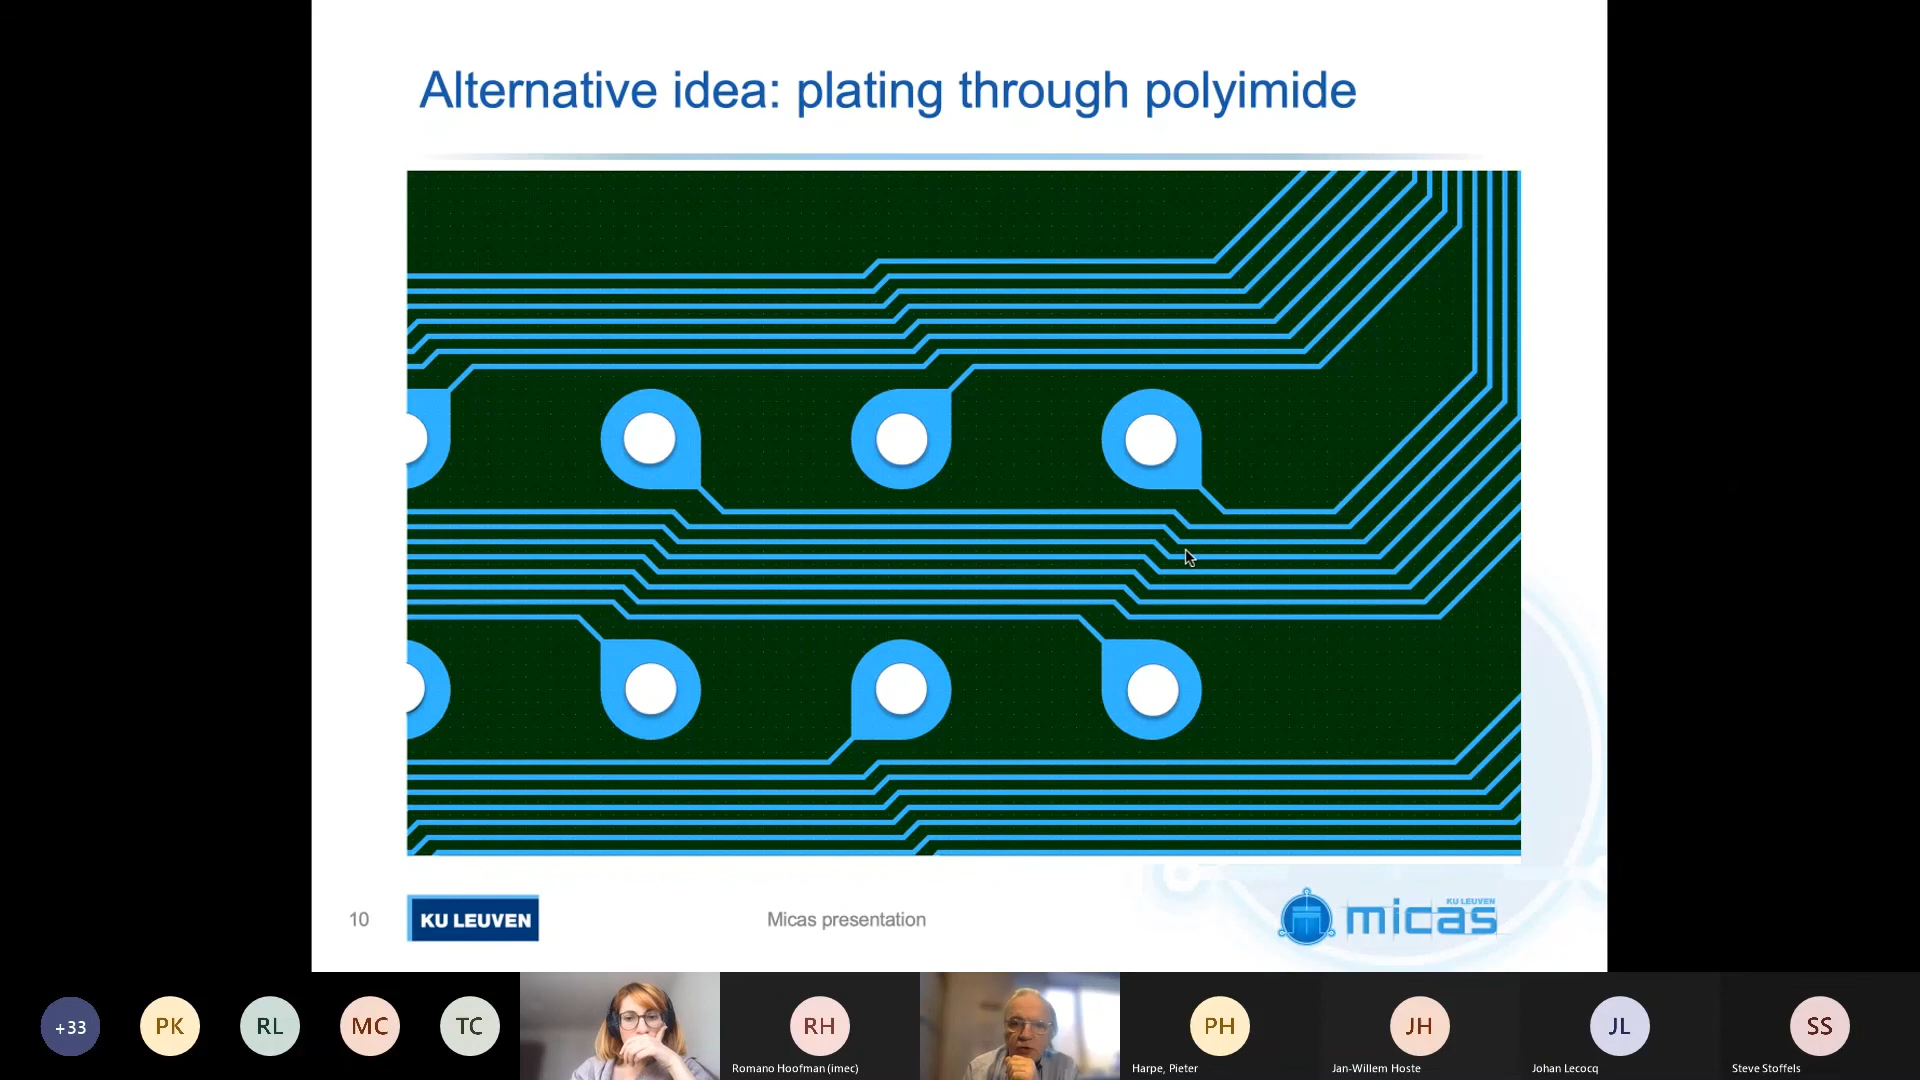 Alternative idea: plating through polyimide
10
KU LEUVEN
Micas presentation
KU LEUVEN
micas
+33
PK
RL
MC
TC
RH
Romano Hoofman (imec)
PH
Harpe, Pieter
JH
Jan-Willem Hoste
JL
Johan Lecocq
SS
Steve Stoffels